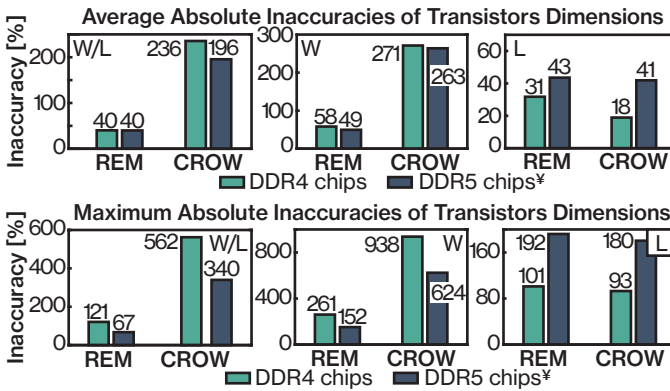 Average Absolute Inaccuracies of Transistors Dimensions
Inaccuracy [%]
200
100
0
W/L
40 40
236 196
REM CROW
300
200
100
0
W
58 49
271 263
REM CROW
60
40
20
0
L
31 43
18 41
REM CROW
DDR4 chips DDR5 chips¥
Maximum Absolute Inaccuracies of Transistors Dimensions
Inaccuracy [%]
600
400
200
0
W/L
121 67
562 340
REM CROW
800
400
0
W
261 152
938 624
REM CROW
160
80
0
L
101 192
93 180
REM CROW
DDR4 chips DDR5 chips¥